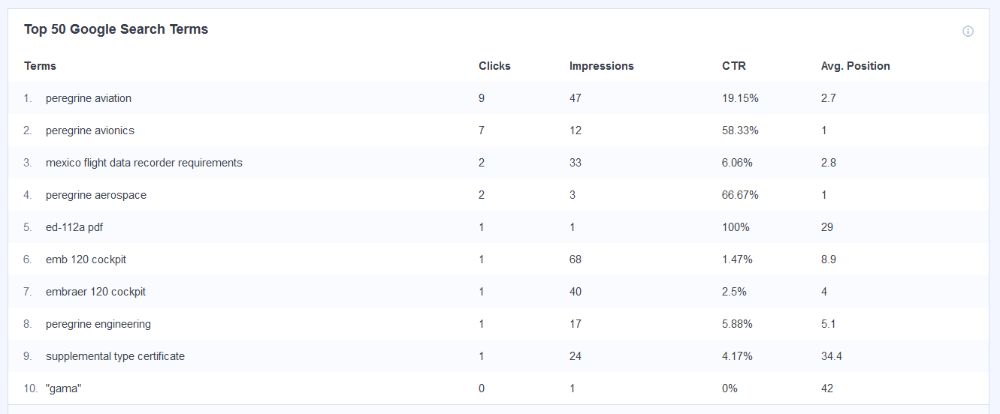 Top 50 Google Search Terms
Terms Clicks Impressions CTR Avg. Position
1. peregrine aviation 9 47 19.15% 2.7
2. peregrine avionics 7 12 58.33% 1
3. mexico flight data recorder requirements 2 33 6.06% 2.8
4. peregrine aerospace 2 3 66.67% 1
5. ed-112a pdf 1 1 100% 29
6. emb 120 cockpit 1 68 1.47% 8.9
7. embraer 120 cockpit 1 40 2.5% 4
8. peregrine engineering 1 17 5.88% 5.1
9. supplemental type certificate 1 24 4.17% 34.4
10. "gama" 0 1 0% 42